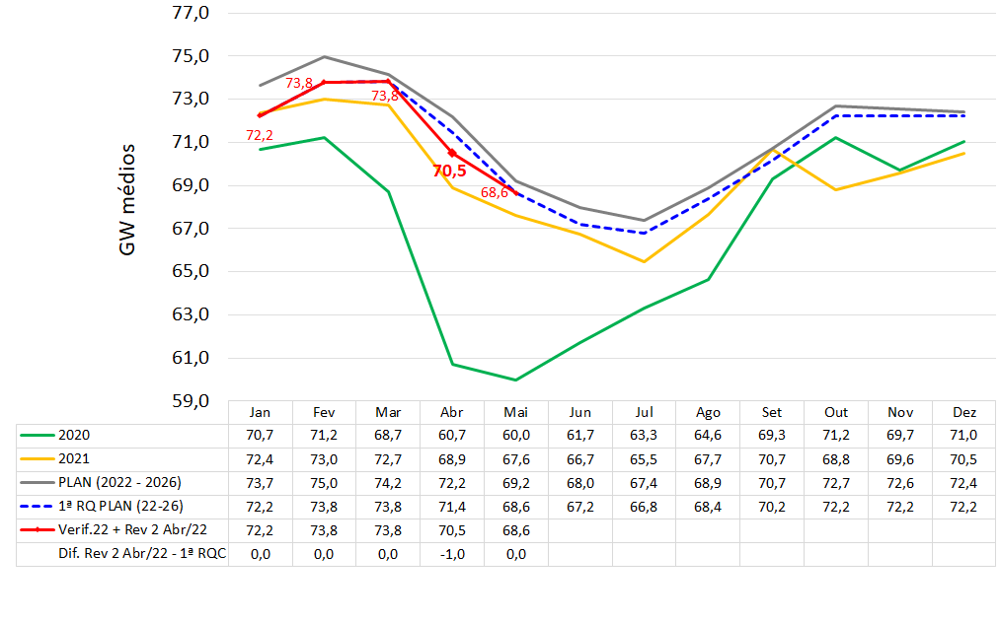 77,0
75,0
73,0
71,0
69,0
67,0
65,0
63,0
61,0
59,0
GW médios
73,8
73,8
72,2
70,5
68,6
Jan Fev Mar Abr Mai Jun Jul Ago Set Out Nov Dez
2020 70,7 71,2 68,7 60,7 60,0 61,7 63,3 64,6 69,3 71,2 69,7 71,0
2021 72,4 73,0 72,7 68,9 67,6 66,7 65,5 67,7 70,7 68,8 69,6 70,5
PLAN (2022 - 2026) 73,7 75,0 74,2 72,2 69,2 68,0 67,4 68,9 70,7 72,7 72,6 72,4
1ª RQ PLAN (22-26) 72,2 73,8 73,8 71,4 68,6 67,2 66,8 68,4 70,2 72,2 72,2 72,2
Verif.22 + Rev 2 Abr/22 72,2 73,8 73,8 70,5 68,6
Dif. Rev 2 Abr/22 - 1ª RQC 0,0 0,0 0,0 -1,0 0,0